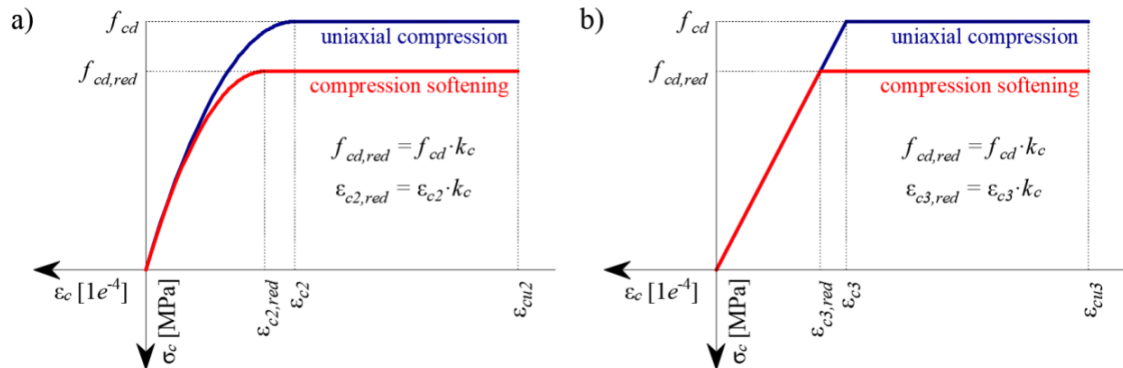 a)
f_cd
uniaxial compression
f_cd,red
compression softening
f_cd,red = f_cd·k_c
ε_c2,red = ε_c2·k_c
ε_c [1e⁻⁴]
σ_c [MPa]
ε_c2,red
ε_c2
ε_cu2
b)
f_cd
uniaxial compression
f_cd,red
compression softening
f_cd,red = f_cd·k_c
ε_c3,red = ε_c3·k_c
ε_c [1e⁻⁴]
σ_c [MPa]
ε_c3,red
ε_c3
ε_cu3